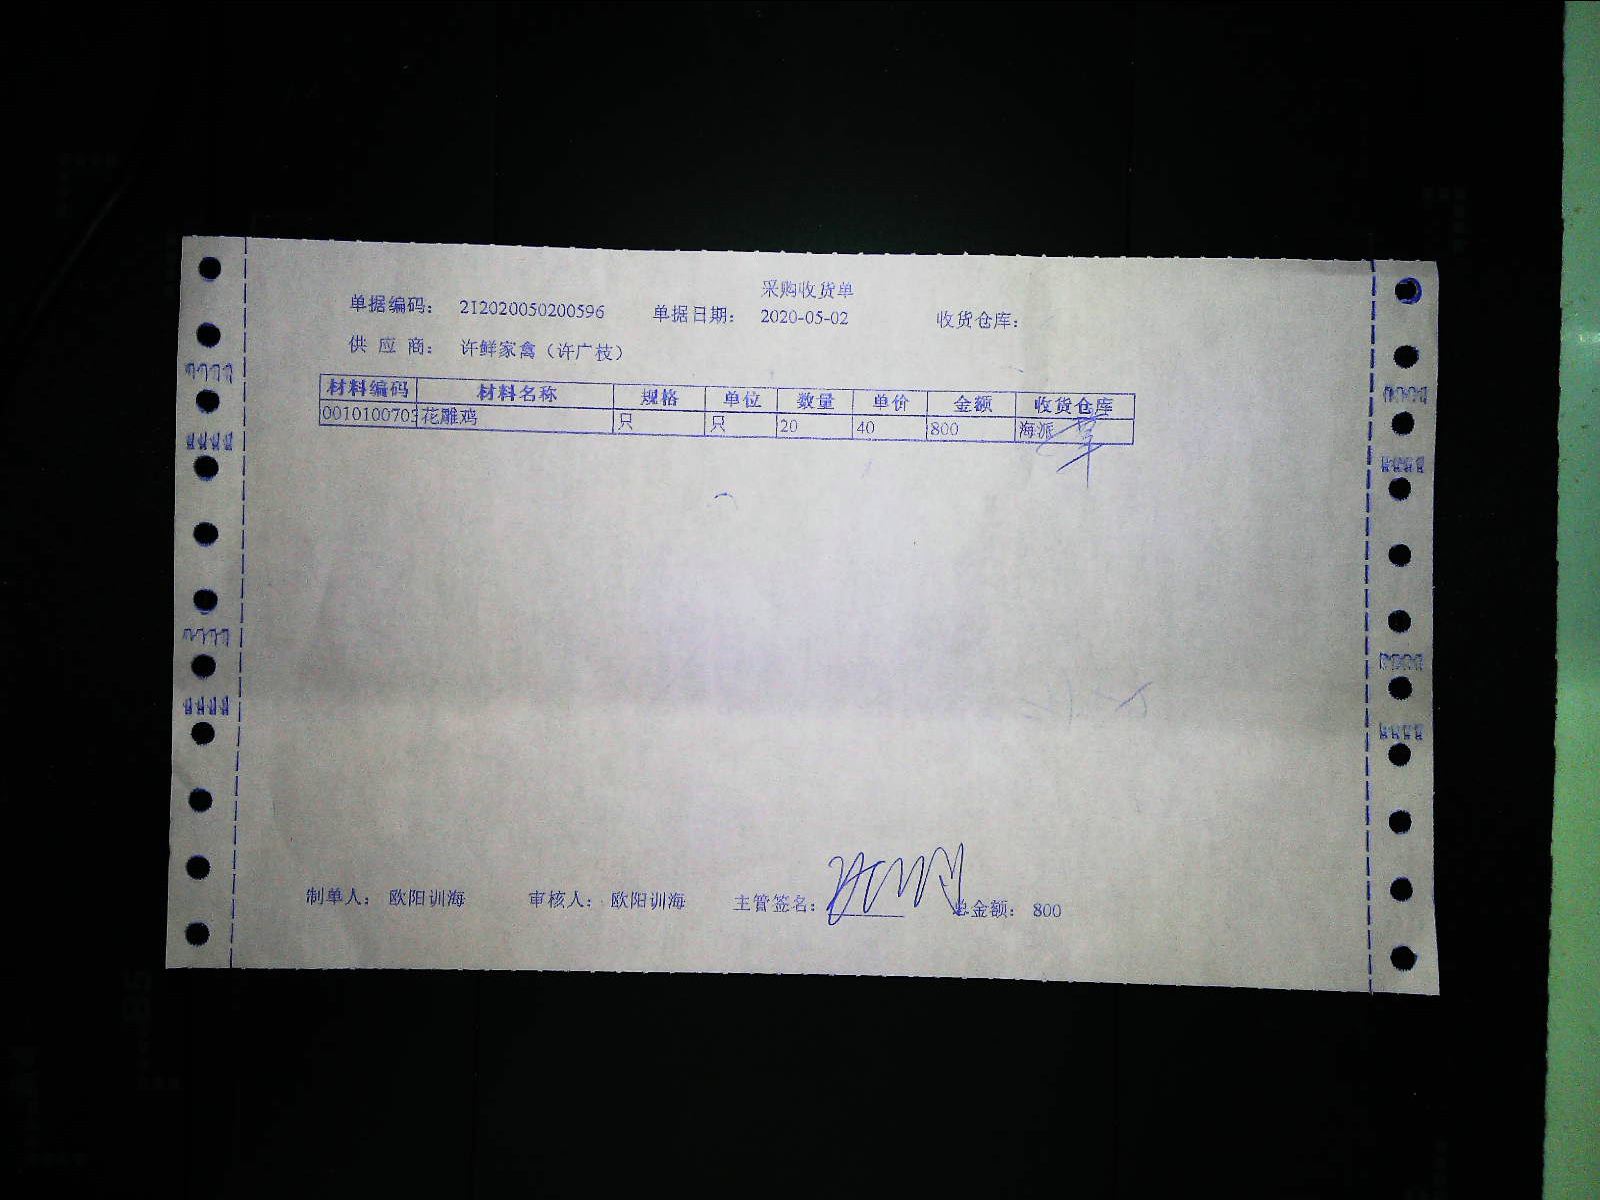 采购收货单
单据编码： 212020050200596 单据日期： 2020-05-02 收货仓库：
供 应 商： 许鲜家禽（许广枝）
材料编码 材料名称 规格 单位 数量 单价 金额 收货仓库
0010100703 花雕鸡 只 只 20 40 800 海派
制单人： 欧阳训海 审核人： 欧阳训海 主管签名： 总金额： 800